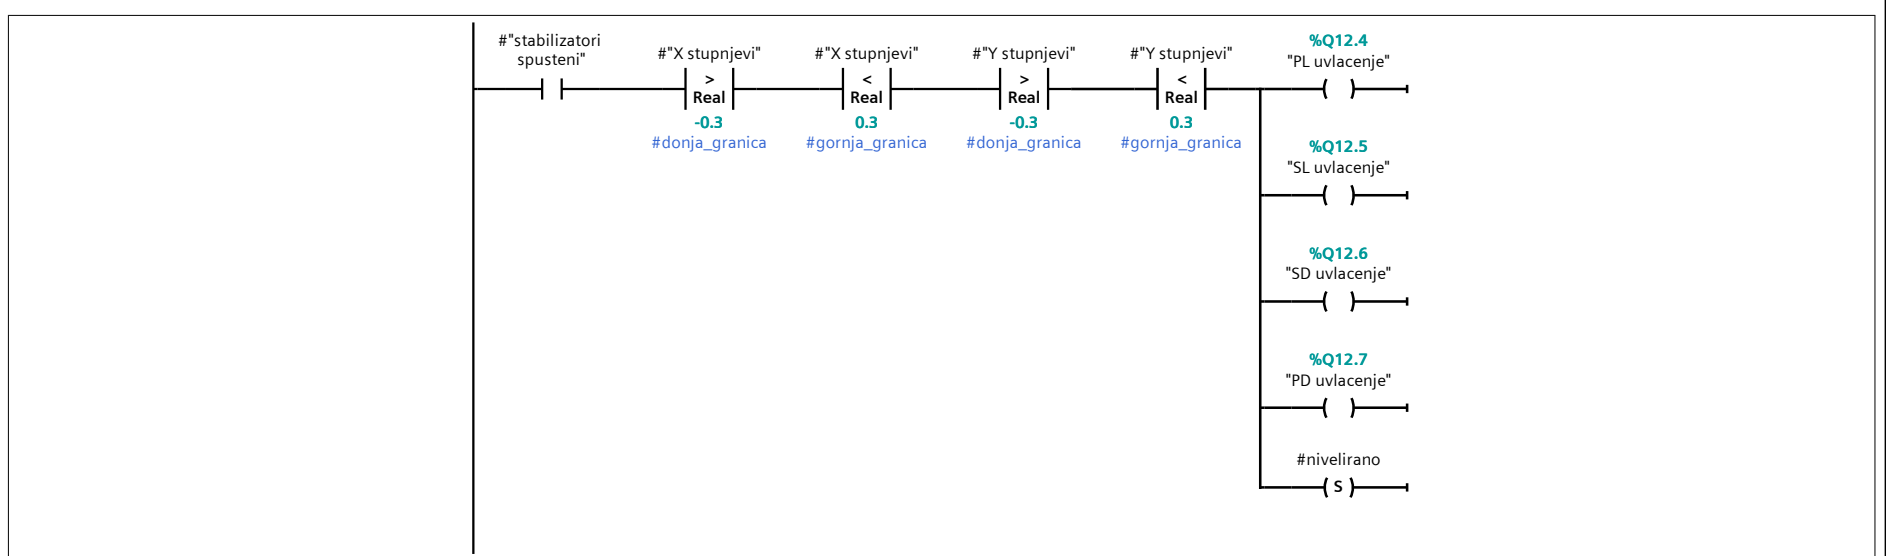 #"stabilizatori
spusteni"
#"X stupnjevi"
>
Real
-0.3
#donja_granica
#"X stupnjevi"
<
Real
0.3
#gornja_granica
#"Y stupnjevi"
>
Real
-0.3
#donja_granica
#"Y stupnjevi"
<
Real
0.3
#gornja_granica
%Q12.4
"PL uvlacenje"
%Q12.5
"SL uvlacenje"
%Q12.6
"SD uvlacenje"
%Q12.7
"PD uvlacenje"
#nivelirano
S